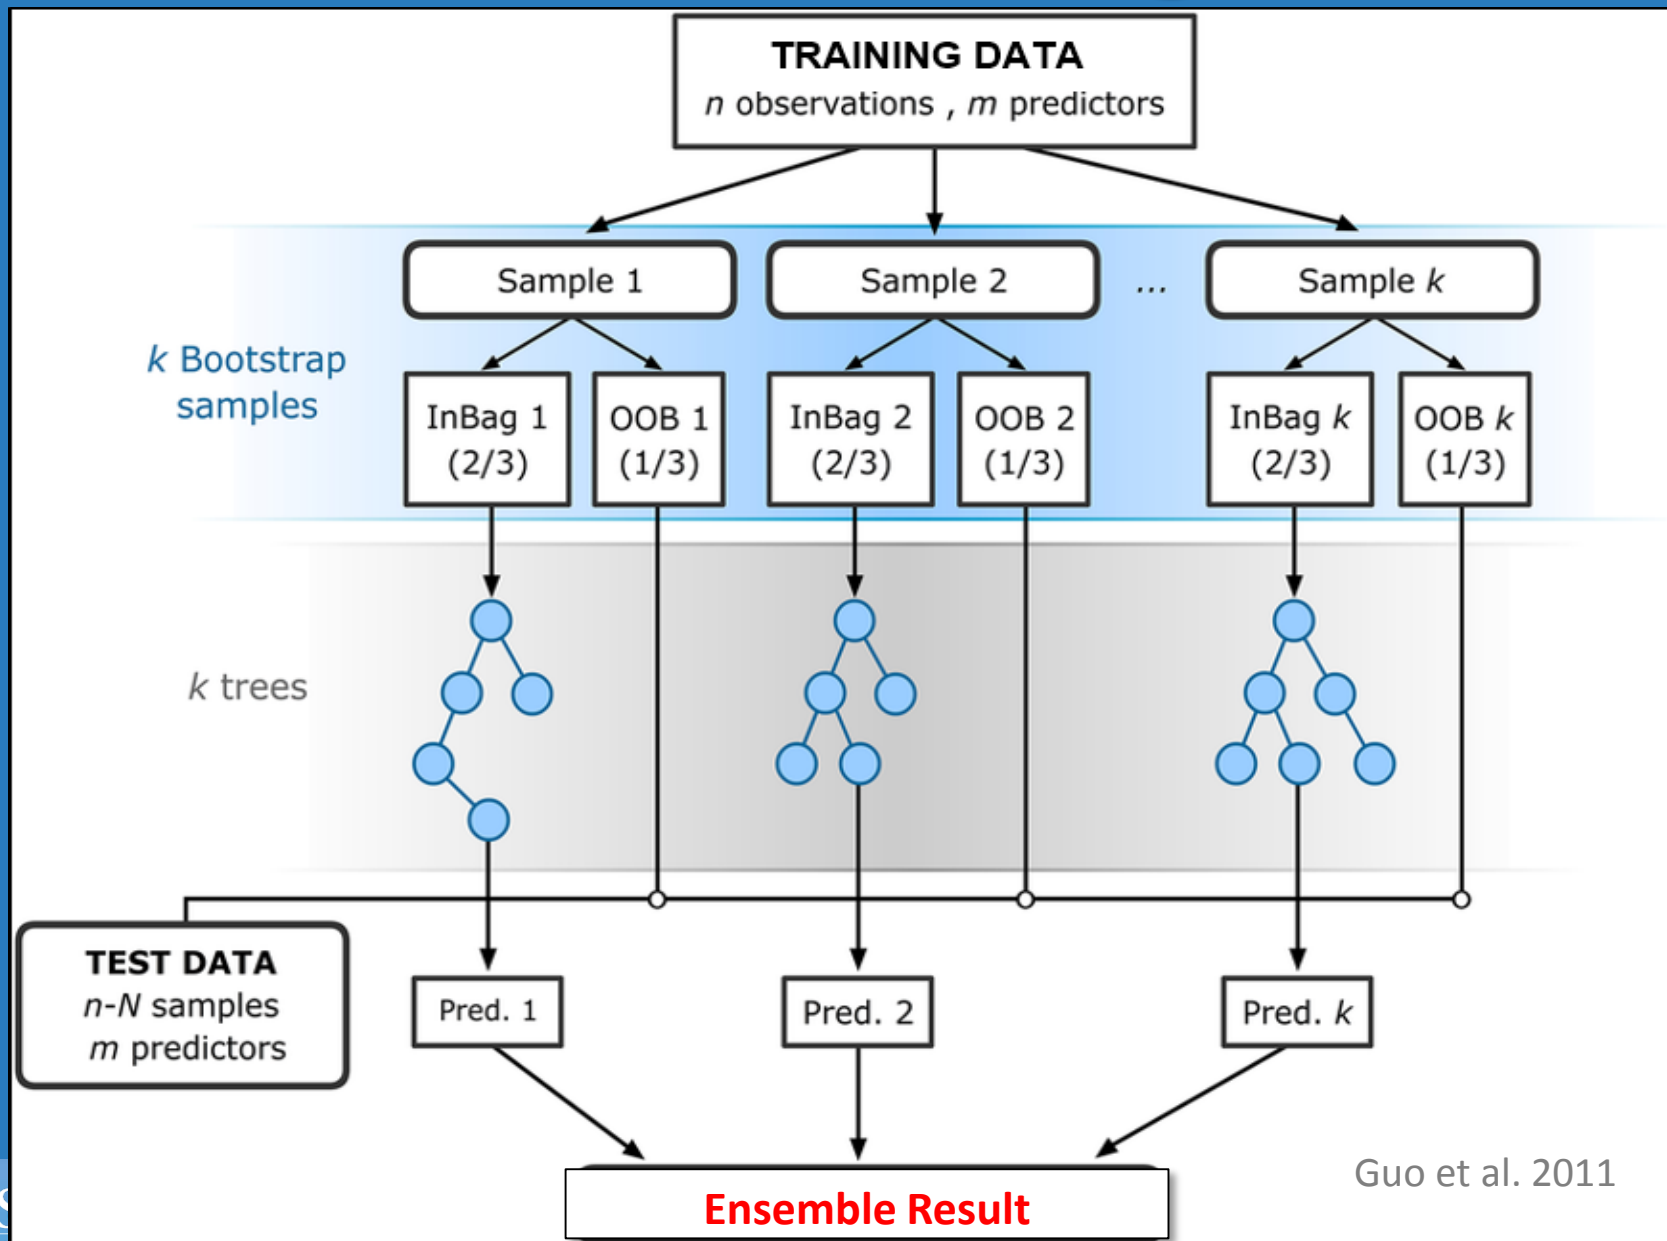 TRAINING DATA
n observations , m predictors
Sample 1
Sample 2
...
Sample k
k Bootstrap
samples
InBag 1
(2/3)
OOB 1
(1/3)
InBag 2
(2/3)
OOB 2
(1/3)
InBag k
(2/3)
OOB k
(1/3)
k trees
TEST DATA
n-N samples
m predictors
Pred. 1
Pred. 2
Pred. k
Ensemble Result
Guo et al. 2011